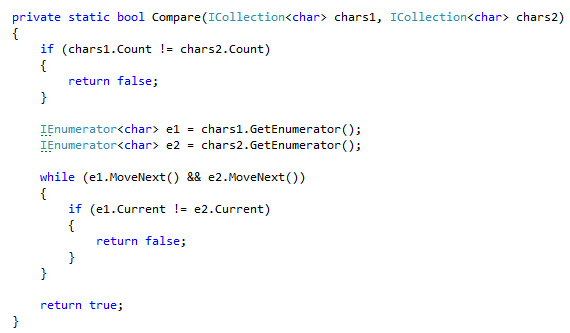 private static bool Compare(ICollection<char> chars1, ICollection<char> chars2)
{
    if (chars1.Count != chars2.Count)
    {
        return false;
    }

    IEnumerator<char> e1 = chars1.GetEnumerator();
    IEnumerator<char> e2 = chars2.GetEnumerator();

    while (e1.MoveNext() && e2.MoveNext())
    {
        if (e1.Current != e2.Current)
        {
            return false;
        }
    }

    return true;
}